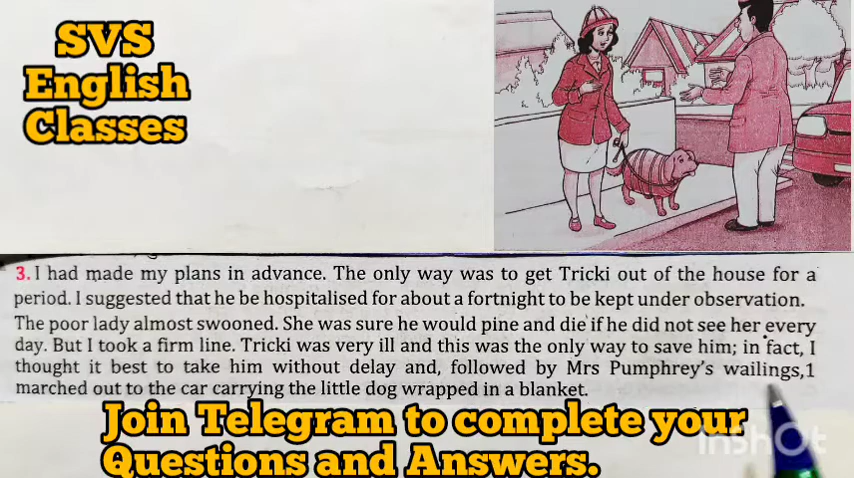 SVS
English
Classes
3. I had made my plans in advance. The only way was to get Tricki out of the house for a
period. I suggested that he be hospitalised for about a fortnight to be kept under observation.
The poor lady almost swooned. She was sure he would pine and die if he did not see her every
day. But I took a firm line. Tricki was very ill and this was the only way to save him; in fact, I
thought it best to take him without delay and, followed by Mrs Pumphrey's wailings,1
marched out to the car carrying the little dog wrapped in a blanket.
Join Telegram to complete your
Questions and Answers.
InShOt